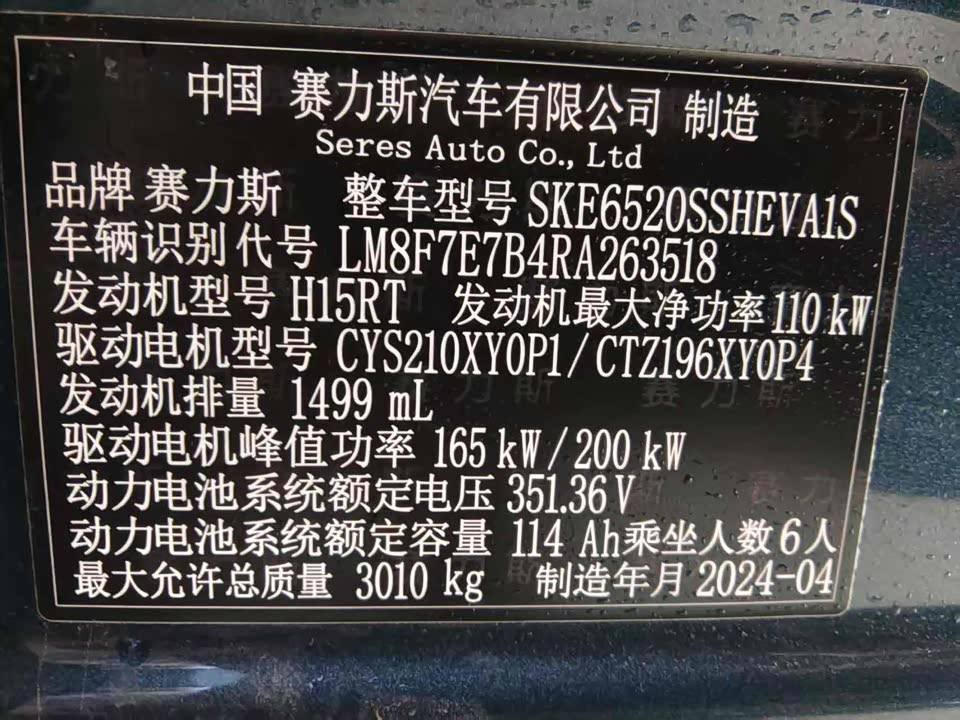 中国 赛力斯汽车有限公司 制造
Seres Auto Co., Ltd
品牌 赛力斯 整车型号 SKE6520SSHEVA1S
车辆识别代号 LM8F7E7B4RA263518
发动机型号 H15RT 发动机最大净功率 110 kW
驱动电机型号 CYS210XY0P1/CTZ196XY0P4
发动机排量 1499 mL
驱动电机峰值功率 165 kW/200 kW
动力电池系统额定电压 351.36 V
动力电池系统额定容量 114 Ah 乘坐人数 6人
最大允许总质量 3010 kg 制造年月 2024-04